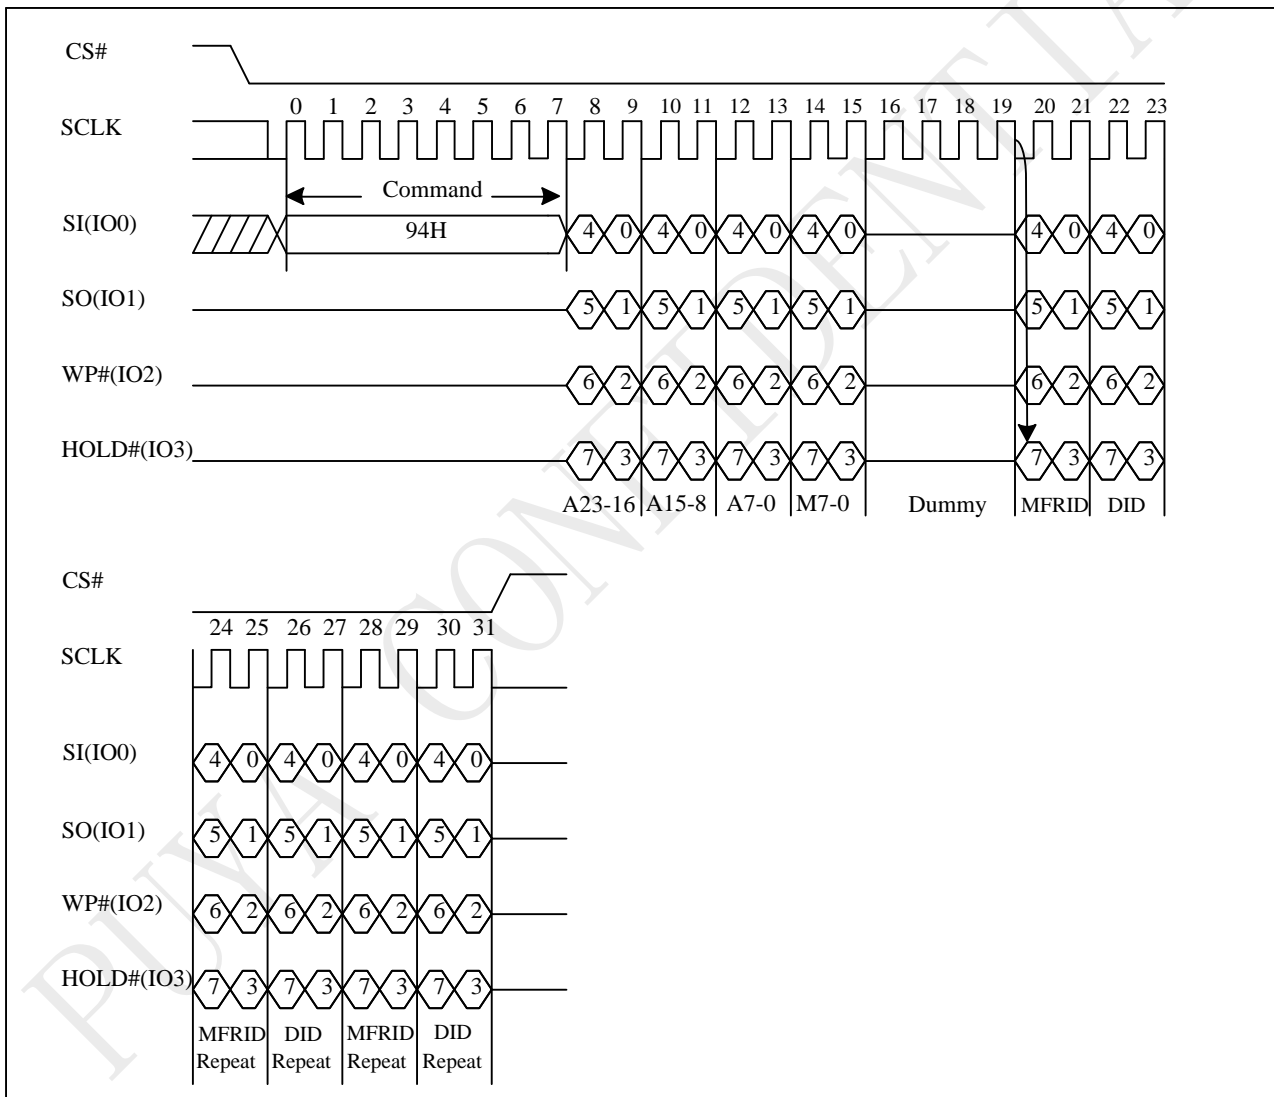 CS#
0 1 2 3 4 5 6 7 8 9 10 11 12 13 14 15 16 17 18 19 20 21 22 23
SCLK
Command
SI(IO0) 94H 4 0 4 0 4 0 4 0 4 0 4 0
SO(IO1) 5 1 5 1 5 1 5 1 5 1 5 1
WP#(IO2) 6 2 6 2 6 2 6 2 6 2 6 2
HOLD#(IO3) 7 3 7 3 7 3 7 3 7 3 7 3
A23-16 A15-8 A7-0 M7-0 Dummy MFRID DID
CS#
24 25 26 27 28 29 30 31
SCLK
SI(IO0) 4 0 4 0 4 0 4 0
SO(IO1) 5 1 5 1 5 1 5 1
WP#(IO2) 6 2 6 2 6 2 6 2
HOLD#(IO3) 7 3 7 3 7 3 7 3
MFRID DID MFRID DID
Repeat Repeat Repeat Repeat
PUYA CONFIDENTIA